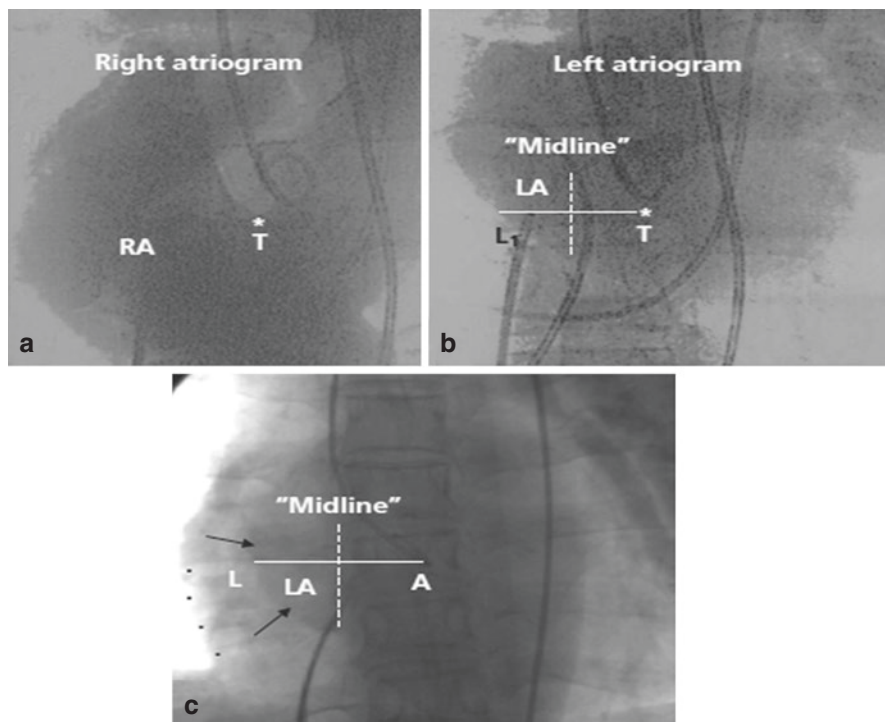 Right atriogram
RA
*
T
a
Left atriogram
"Midline"
LA
*
L1
T
b
"Midline"
L
LA
A
c